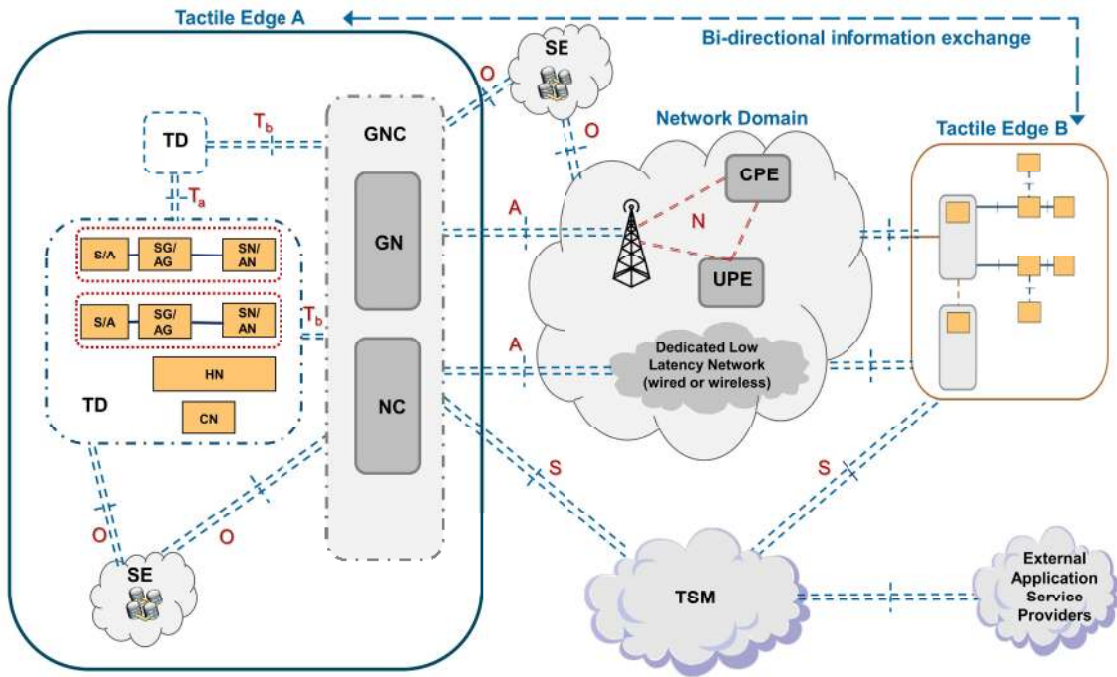 Tactile Edge A
Bi-directional information exchange
SE
O
O
Network Domain
Tactile Edge B
TD
Tb
GNC
Ta
CPE
A
N
GN
UPE
S/A
SG/
AG
SN/
AN
S/A
SG/
AG
SN/
AN
Tb
HN
TD
CN
NC
A
Dedicated Low
Latency Network
(wired or wireless)
S
S
O
O
SE
TSM
External
Application
Service
Providers